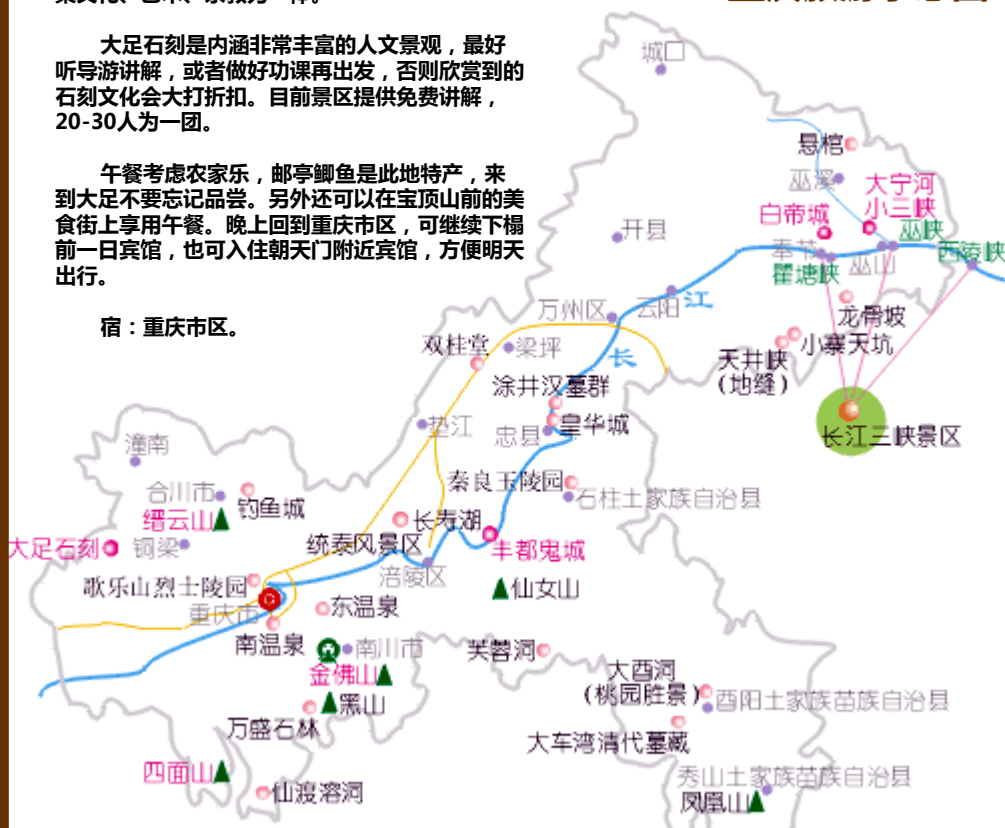 大足石刻是内涵非常丰富的人文景观，最好
听导游讲解，或者做好功课再出发，否则欣赏到的
石刻文化会大打折扣。目前景区提供免费讲解，
20-30人为一团。
午餐考虑农家乐，邮亭鲫鱼是此地特产，来
到大足不要忘记品尝。另外还可以在宝顶山前的美
食街上享用午餐。晚上回到重庆市区，可继续下榻
前一日宾馆，也可入住朝天门附近宾馆，方便明天
出行。
宿：重庆市区。
城口
悬棺
巫溪
大宁河
小三峡
白帝城
开县
奉节
巫峡
瞿塘峡
巫山
西陵峡
万州区
云阳
江
龙骨坡
双桂堂
梁坪
长
小寨天坑
天井峡
(地缝)
涂井汉墓群
垫江
忠县
皇华城
长江三峡景区
潼南
秦良玉陵园
石柱土家族自治县
合川市
钓鱼城
缙云山
长寿湖
大足石刻
铜梁
统泰风景区
丰都鬼城
涪陵区
歌乐山烈士陵园
仙女山
重庆市
东温泉
南温泉
南川市
芙蓉洞
金佛山
大酉洞
(桃园胜景)
黑山
酉阳土家族苗族自治县
万盛石林
大车湾清代墓藏
四面山
秀山土家族苗族自治县
仙渡溶洞
凤凰山